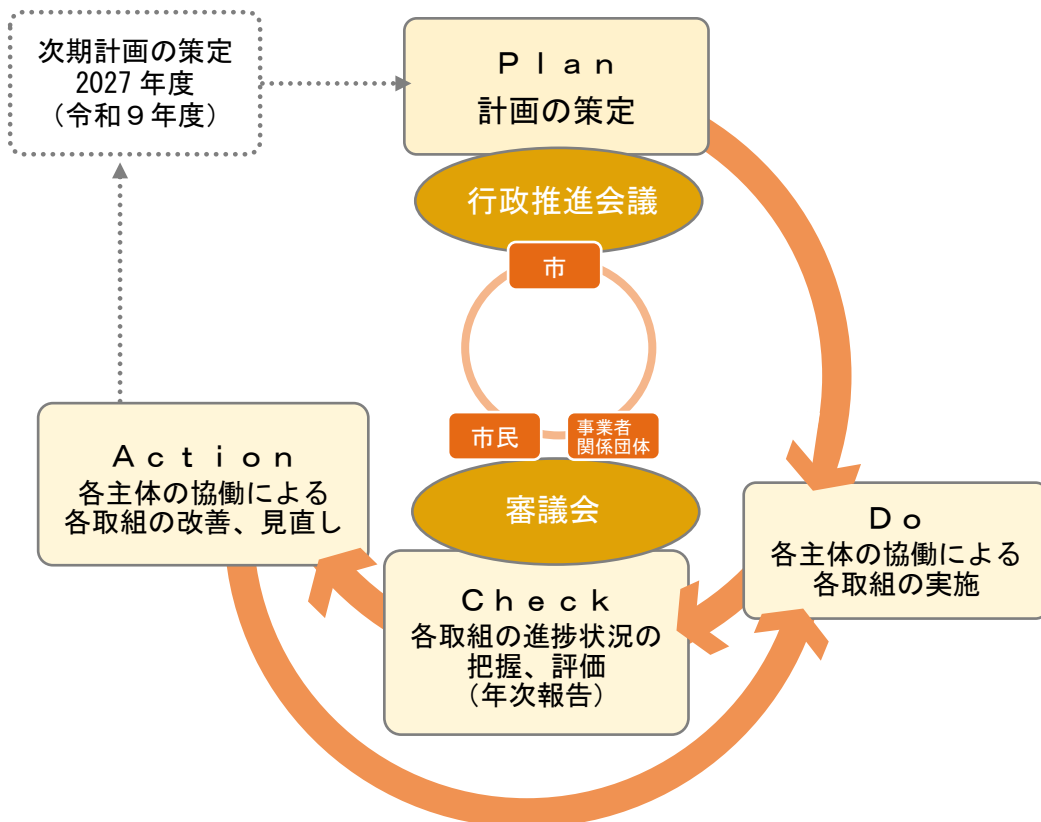 次期計画の策定
2027年度
（令和９年度）
Ｐｌａｎ
計画の策定
行政推進会議
市
市民
事業者
関係団体
審議会
Ａｃｔｉｏｎ
各主体の協働による
各取組の改善、見直し
Ｄｏ
各主体の協働による
各取組の実施
Ｃｈｅｃｋ
各取組の進捗状況の
把握、評価
（年次報告）